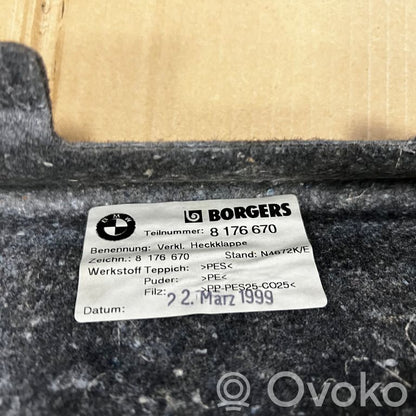 BMW
BORGERS
Teilnummer: 8 176 670
Benennung: Verkl. Heckklappe
Zeichn.: 8 176 670 Stand: N4672K/E
Werkstoff Teppich: >PES<
Puder: >PE<
Filz: >PP-PES25-CO25<
Datum: 22. März 1999
Ovoko